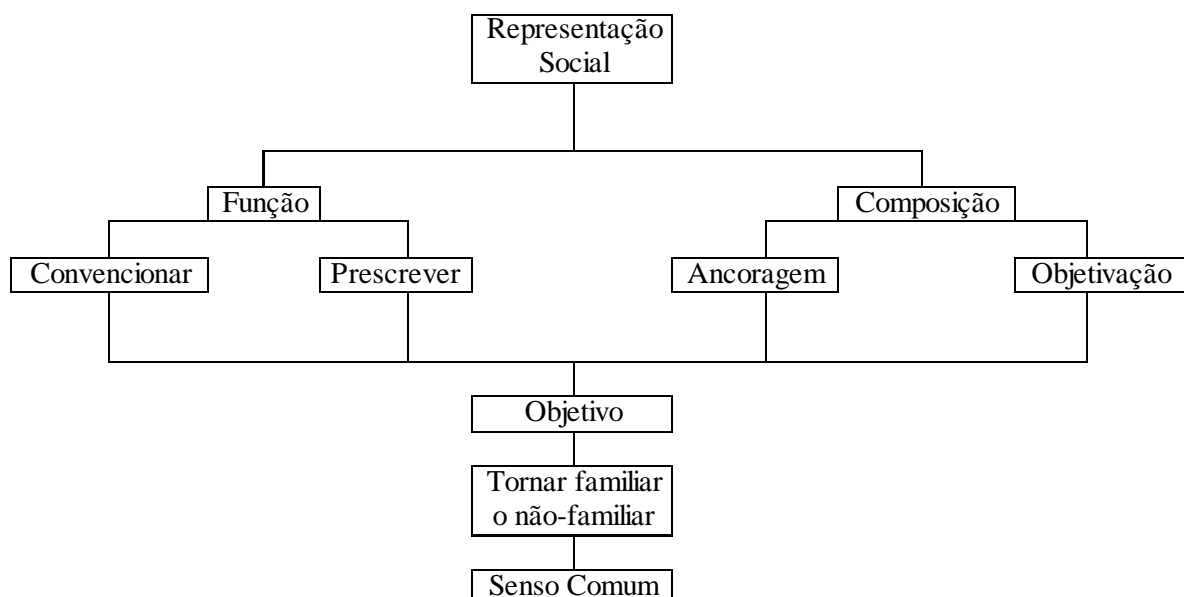 Representação
Social
Função
Composição
Convencionar
Prescrever
Ancoragem
Objetivação
Objetivo
Tornar familiar
o não-familiar
Senso Comum